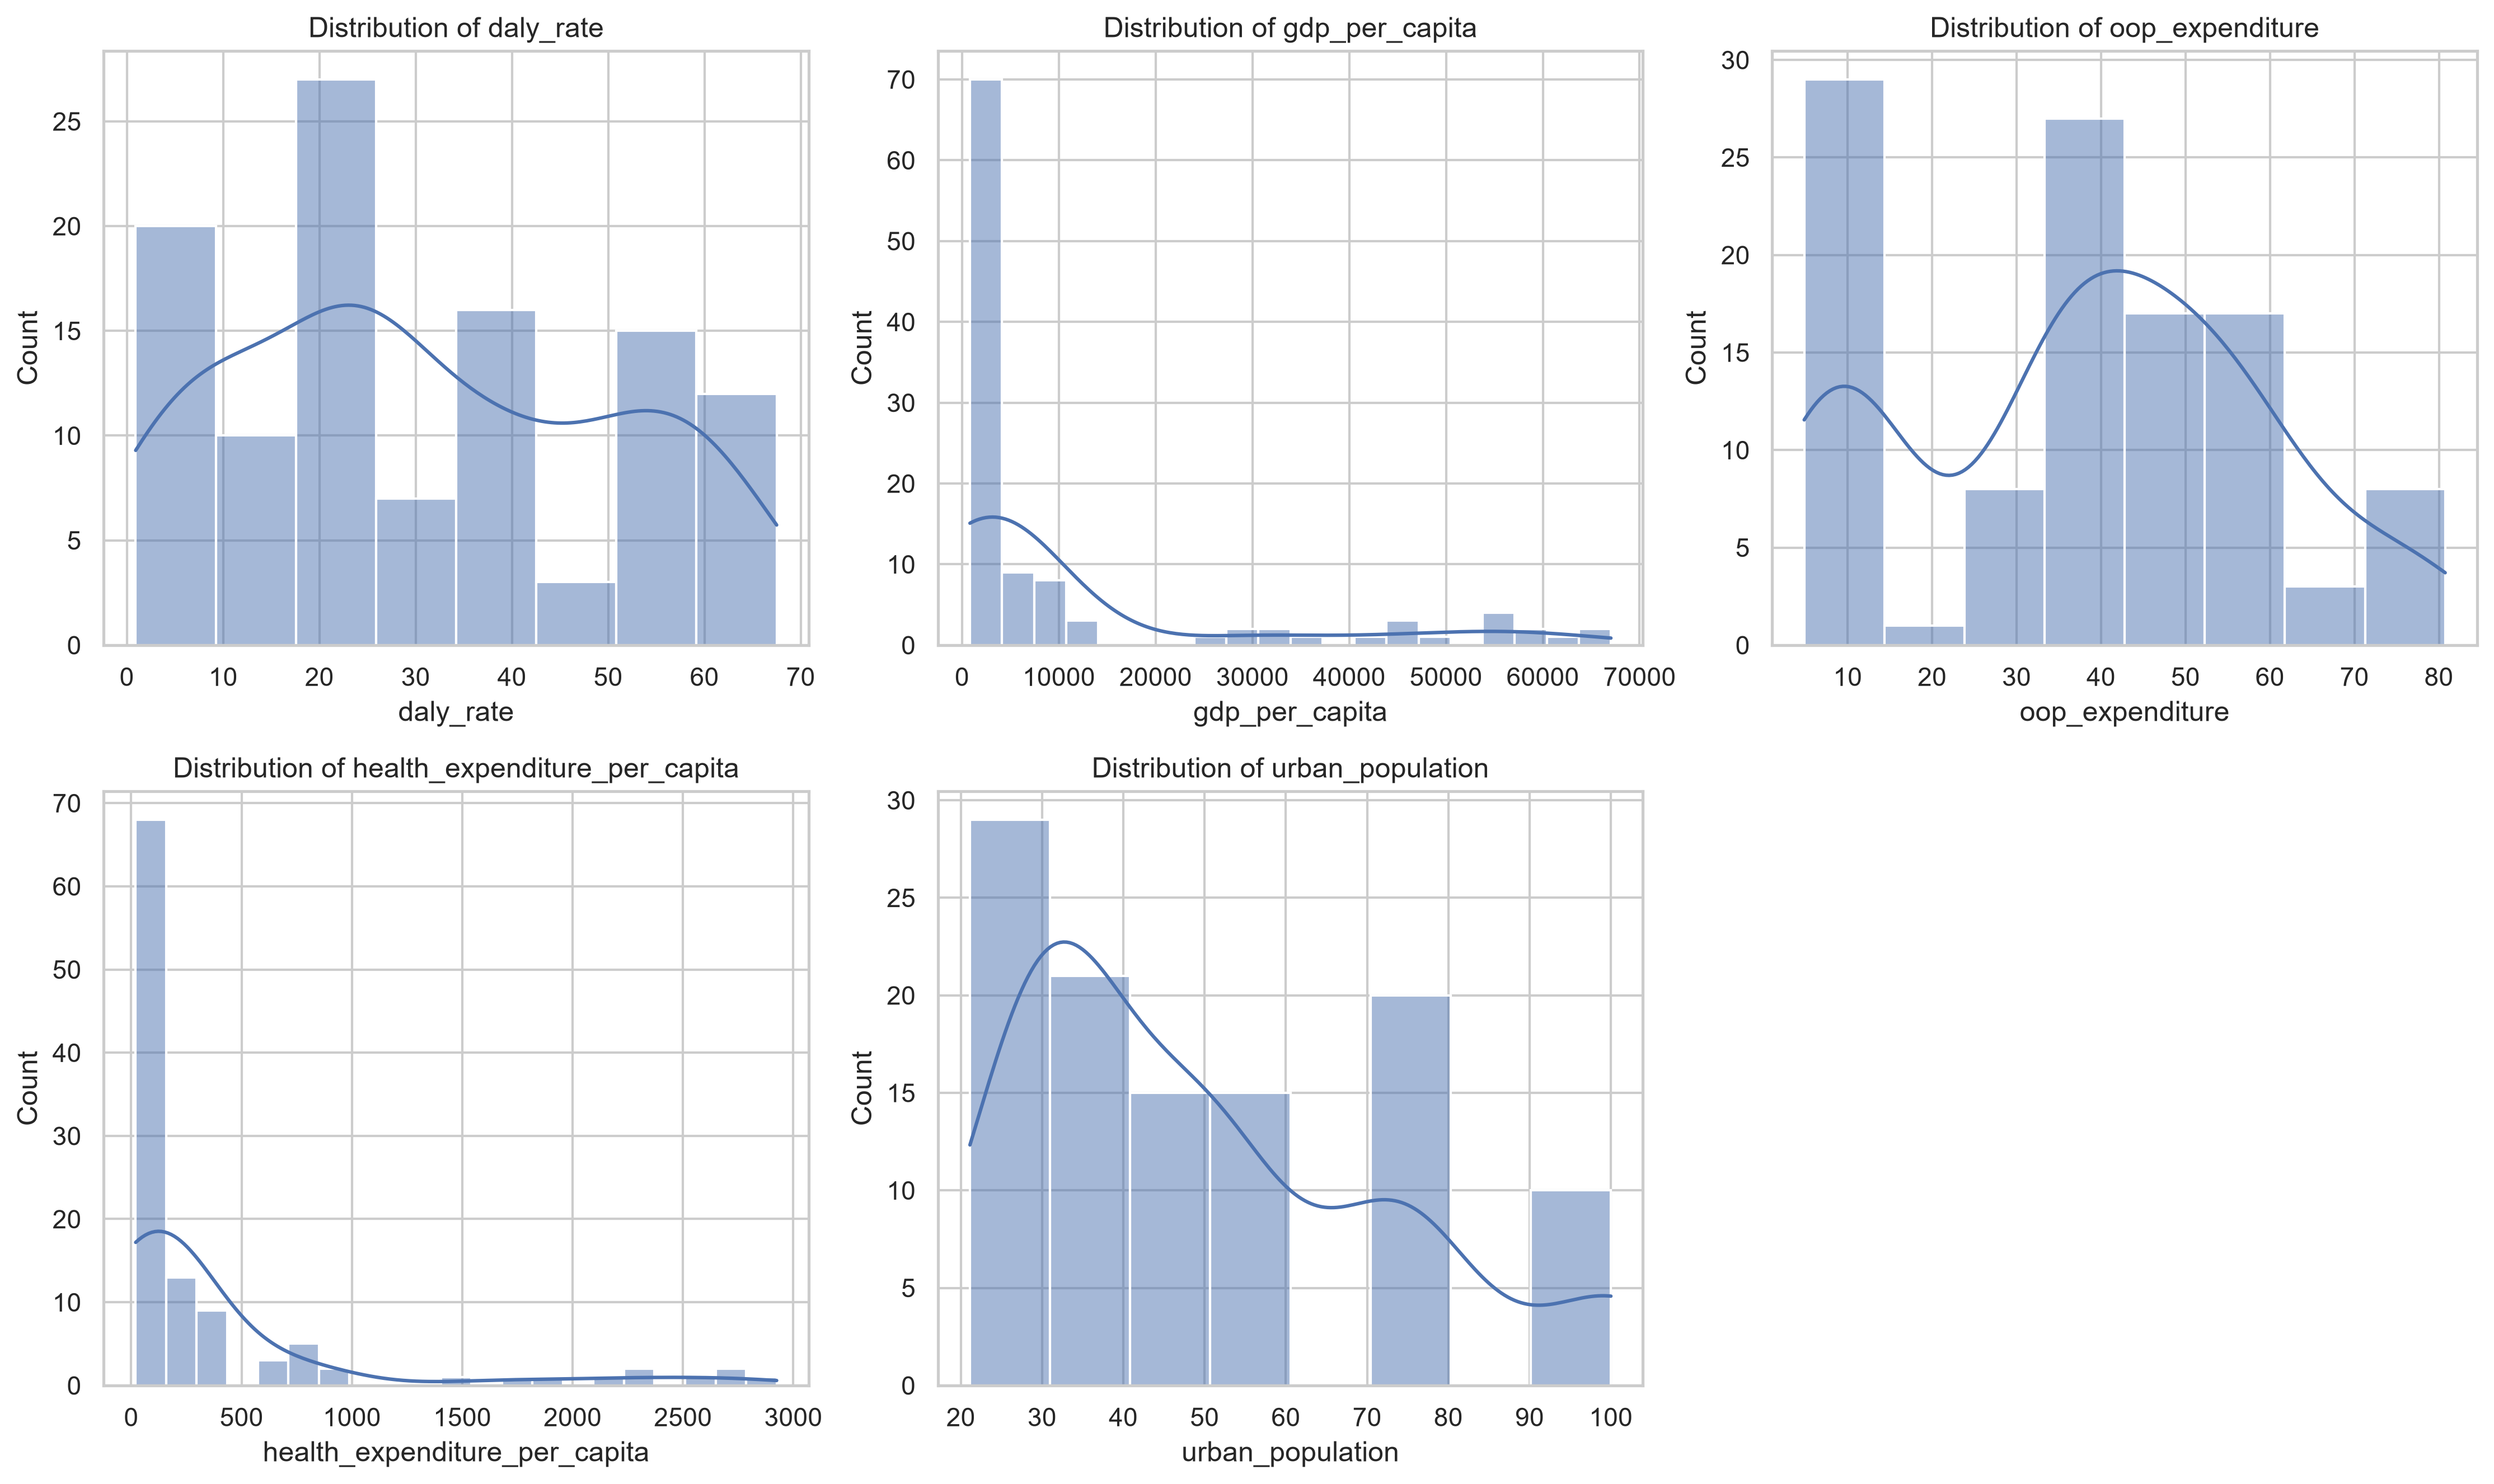 Distribution of daly_rate
Count
25
20
15
10
5
0
0 10 20 30 40 50 60 70
daly_rate
Distribution of gdp_per_capita
Count
70
60
50
40
30
20
10
0
0 10000 20000 30000 40000 50000 60000 70000
gdp_per_capita
Distribution of oop_expenditure
Count
30
25
20
15
10
5
0
10 20 30 40 50 60 70 80
oop_expenditure
Distribution of health_expenditure_per_capita
Count
70
60
50
40
30
20
10
0
0 500 1000 1500 2000 2500 3000
health_expenditure_per_capita
Distribution of urban_population
Count
30
25
20
15
10
5
0
20 30 40 50 60 70 80 90 100
urban_population